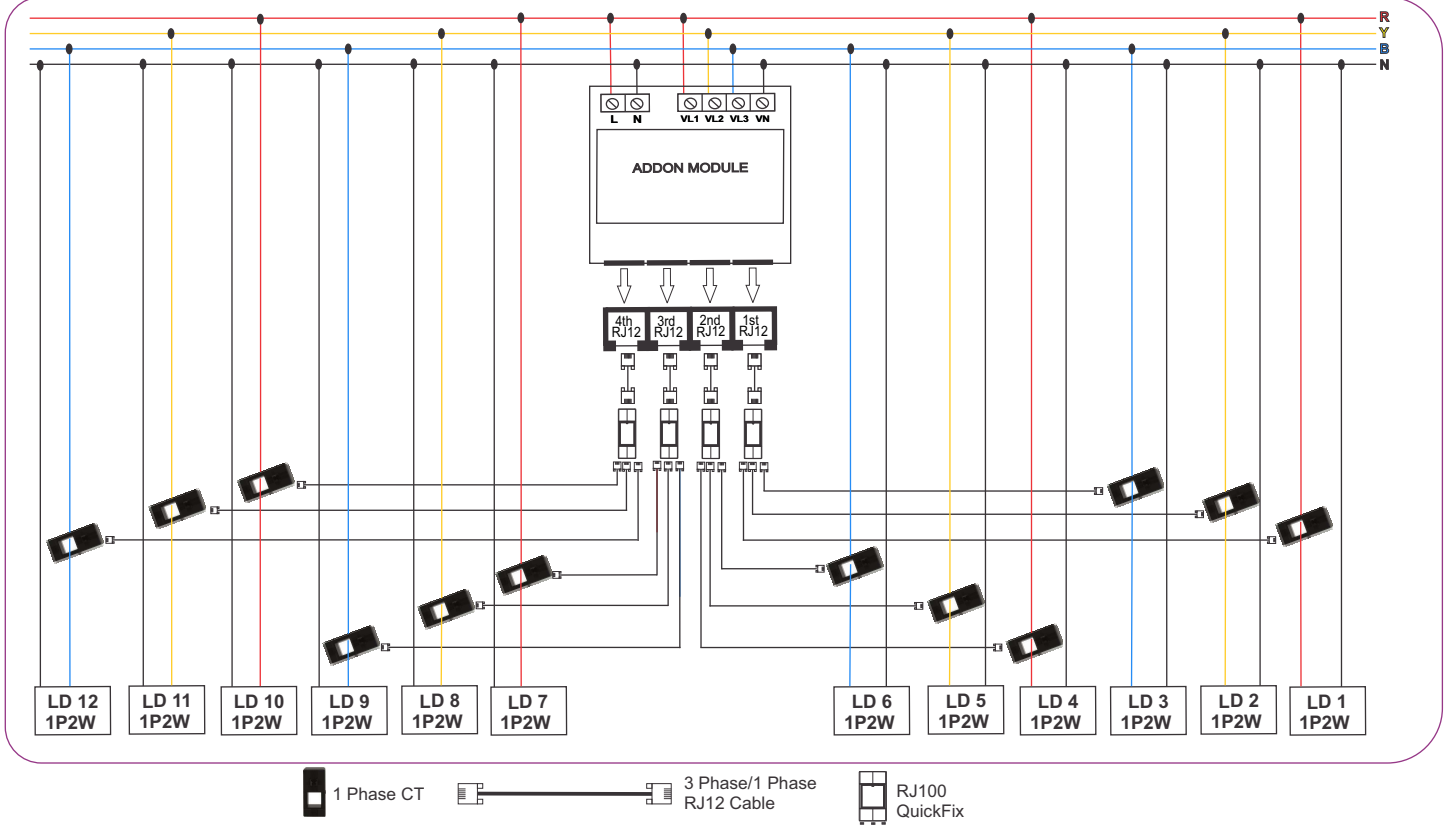 R
Y
B
N
L N VL1 VL2 VL3 VN
ADDON MODULE
4th 3rd 2nd 1st
RJ12 RJ12 RJ12 RJ12
LD 12 LD 11 LD 10 LD 9 LD 8 LD 7 LD 6 LD 5 LD 4 LD 3 LD 2 LD 1
1P2W 1P2W 1P2W 1P2W 1P2W 1P2W 1P2W 1P2W 1P2W 1P2W 1P2W 1P2W
1 Phase CT
3 Phase/1 Phase
RJ12 Cable
RJ100
QuickFix